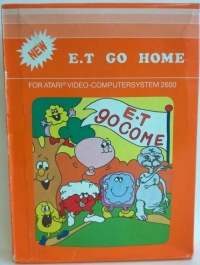 NEW
E.T GO HOME
FOR ATARI® VIDEO-COMPUTERSYSTEM 2600
E·T
GO COME